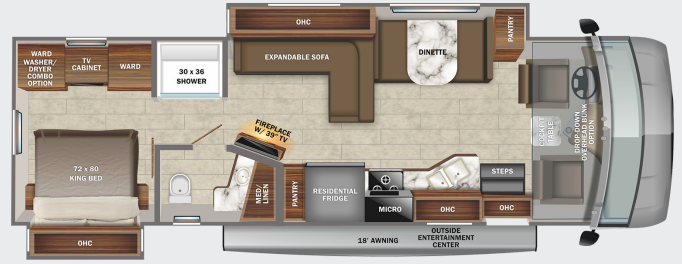 OHC
PANTRY
WARD
WASHER/
DRYER
COMBO
OPTION
TV
CABINET
WARD
30 x 36
SHOWER
EXPANDABLE SOFA
DINETTE
FIREPLACE
W/ 39" TV
COCKPIT
TABLE
DROP-DOWN
OVERHEAD BUNK
OPTION
72 x 80
KING BED
MED/
LINEN
PANTRY
RESIDENTIAL
FRIDGE
MICRO
STEPS
OHC
OHC
OHC
18' AWNING
OUTSIDE
ENTERTAINMENT
CENTER